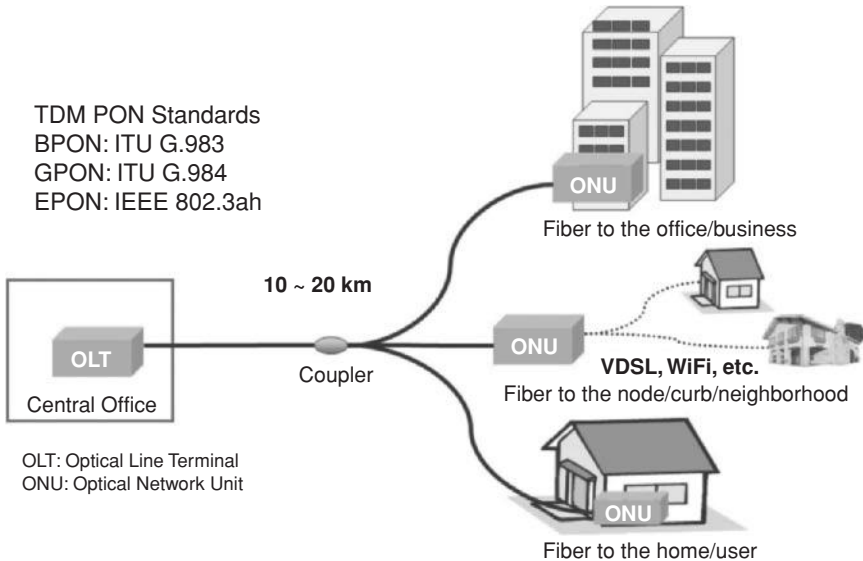 TDM PON Standards
BPON: ITU G.983
GPON: ITU G.984
EPON: IEEE 802.3ah
ONU
Fiber to the office/business
10 ~ 20 km
OLT
Central Office
Coupler
ONU
VDSL, WiFi, etc.
Fiber to the node/curb/neighborhood
OLT: Optical Line Terminal
ONU: Optical Network Unit
ONU
Fiber to the home/user